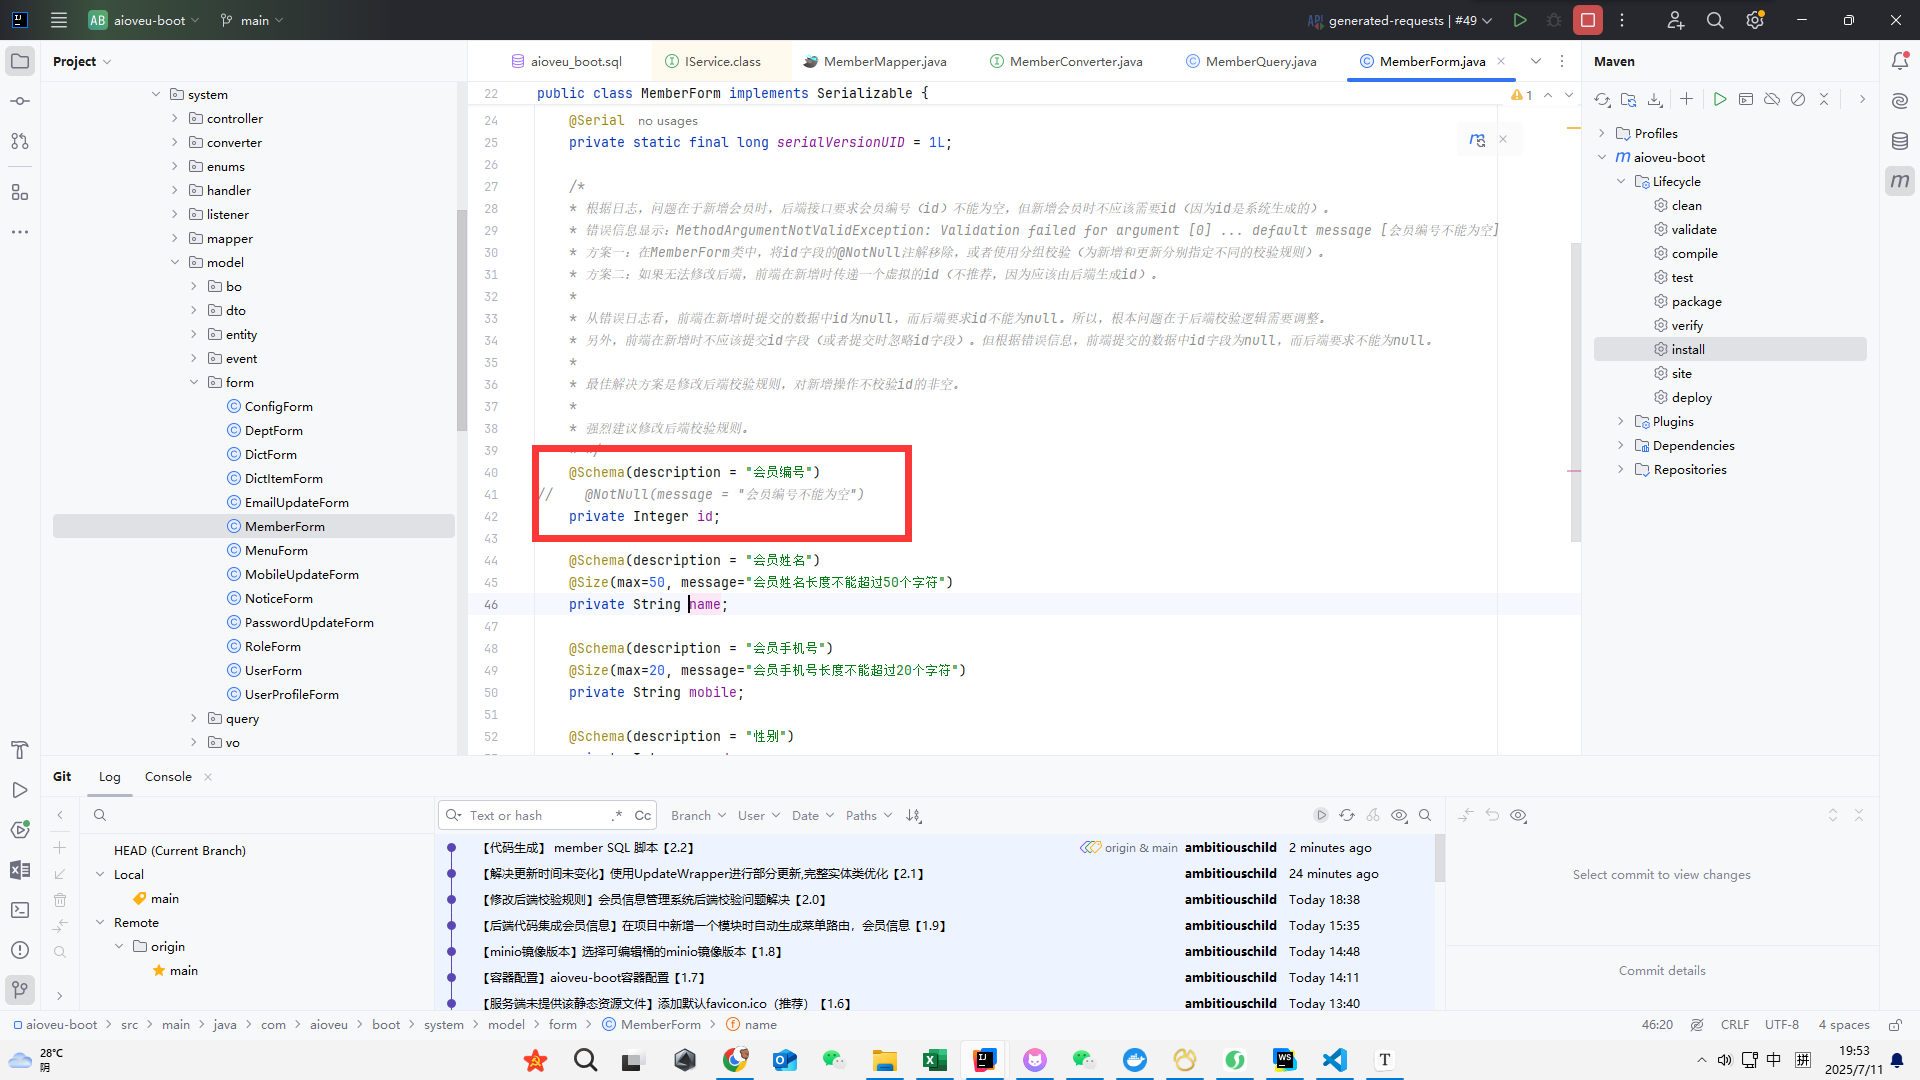 AB aioveu-boot main
API generated-requests | #49
Project
aioveu_boot.sql IService.class MemberMapper.java MemberConverter.java MemberQuery.java MemberForm.java
Maven
system
controller
converter
enums
handler
listener
mapper
model
bo
dto
entity
event
form
ConfigForm
DeptForm
DictForm
DictItemForm
EmailUpdateForm
MemberForm
MenuForm
MobileUpdateForm
NoticeForm
PasswordUpdateForm
RoleForm
UserForm
UserProfileForm
query
vo
22 public class MemberForm implements Serializable { 1
24 @Serial no usages
25 private static final long serialVersionUID = 1L;
26
27 /*
28 * 根据日志，问题在于新增会员时，后端接口要求会员编号（id）不能为空，但新增会员时不应该需要id（因为id是系统生成的）。
29 * 错误信息显示：MethodArgumentNotValidException: Validation failed for argument [0] ... default message [会员编号不能为空]
30 * 方案一：在MemberForm类中，将id字段的@NotNull注解移除，或者使用分组校验（为新增和更新分别指定不同的校验规则）。
31 * 方案二：如果无法修改后端，前端在新增时传递一个虚拟的id（不推荐，因为应该由后端生成id）。
32 *
33 * 从错误日志看，前端在新增时提交的数据中id为null，而后端要求id不能为null。所以，根本问题在于后端校验逻辑需要调整。
34 * 另外，前端在新增时不应该提交id字段（或者提交时忽略id字段）。但根据错误信息，前端提交的数据中id字段为null，而后端要求不能为null。
35 *
36 * 最佳解决方案是修改后端校验规则，对新增操作不校验id的非空。
37 *
38 * 强烈建议修改后端校验规则。
39
40 @Schema(description = "会员编号")
41 // @NotNull(message = "会员编号不能为空")
42 private Integer id;
43
44 @Schema(description = "会员姓名")
45 @Size(max=50, message="会员姓名长度不能超过50个字符")
46 private String name;
47
48 @Schema(description = "会员手机号")
49 @Size(max=20, message="会员手机号长度不能超过20个字符")
50 private String mobile;
51
52 @Schema(description = "性别")
Profiles
aioveu-boot
Lifecycle
clean
validate
compile
test
package
verify
install
site
deploy
Plugins
Dependencies
Repositories
Git Log Console
Text or hash .* Cc Branch User Date Paths
HEAD (Current Branch)
Local
main
Remote
origin
main
【代码生成】 member SQL 脚本【2.2】 origin & main ambitiouschild 2 minutes ago
【解决更新时间未变化】使用UpdateWrapper进行部分更新,完整实体类优化【2.1】 ambitiouschild 24 minutes ago
【修改后端校验规则】会员信息管理系统后端校验问题解决【2.0】 ambitiouschild Today 18:38
【后端代码集成会员信息】在项目中新增一个模块时自动生成菜单路由，会员信息【1.9】 ambitiouschild Today 15:35
【minio镜像版本】选择可编辑桶的minio镜像版本【1.8】 ambitiouschild Today 14:48
【容器配置】aioveu-boot容器配置【1.7】 ambitiouschild Today 14:11
【服务端未提供该静态资源文件】添加默认favicon.ico（推荐）【1.6】 ambitiouschild Today 13:40
Select commit to view changes
Commit details
aioveu-boot src main java com aioveu boot system model form MemberForm name
46:20 CRLF UTF-8 4 spaces
28°C
阴
中 拼
19:53
2025/7/11